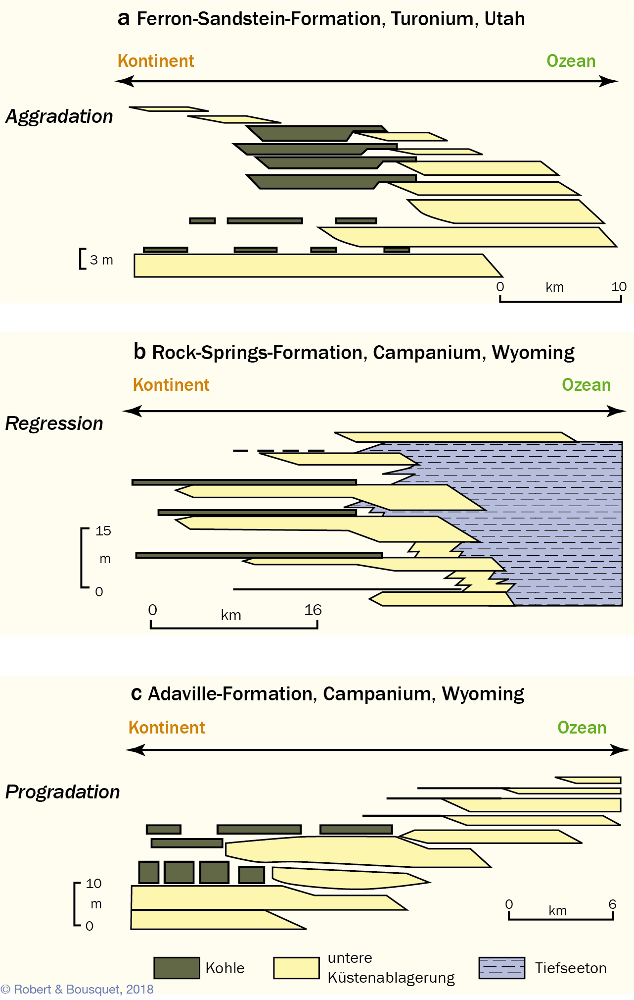 a Ferron-Sandstein-Formation, Turonium, Utah
Kontinent
Ozean
Aggradation
3 m
0
km
10
b Rock-Springs-Formation, Campanium, Wyoming
Kontinent
Ozean
Regression
15
m
0
0
km
16
c Adaville-Formation, Campanium, Wyoming
Kontinent
Ozean
Progradation
10
m
0
0
km
6
Kohle
untere
Küstenablagerung
Tiefseeton
© Robert & Bousquet, 2018